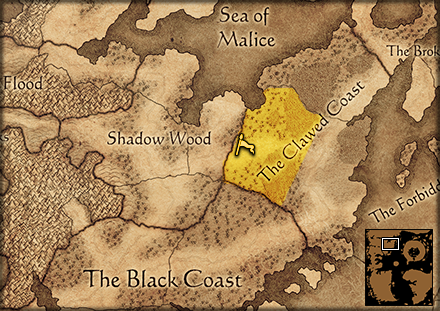 Sea of
Malice
The Brok
Flood
Shadow Wood
The Clawed Coast
The Forbidd
The Black Coast